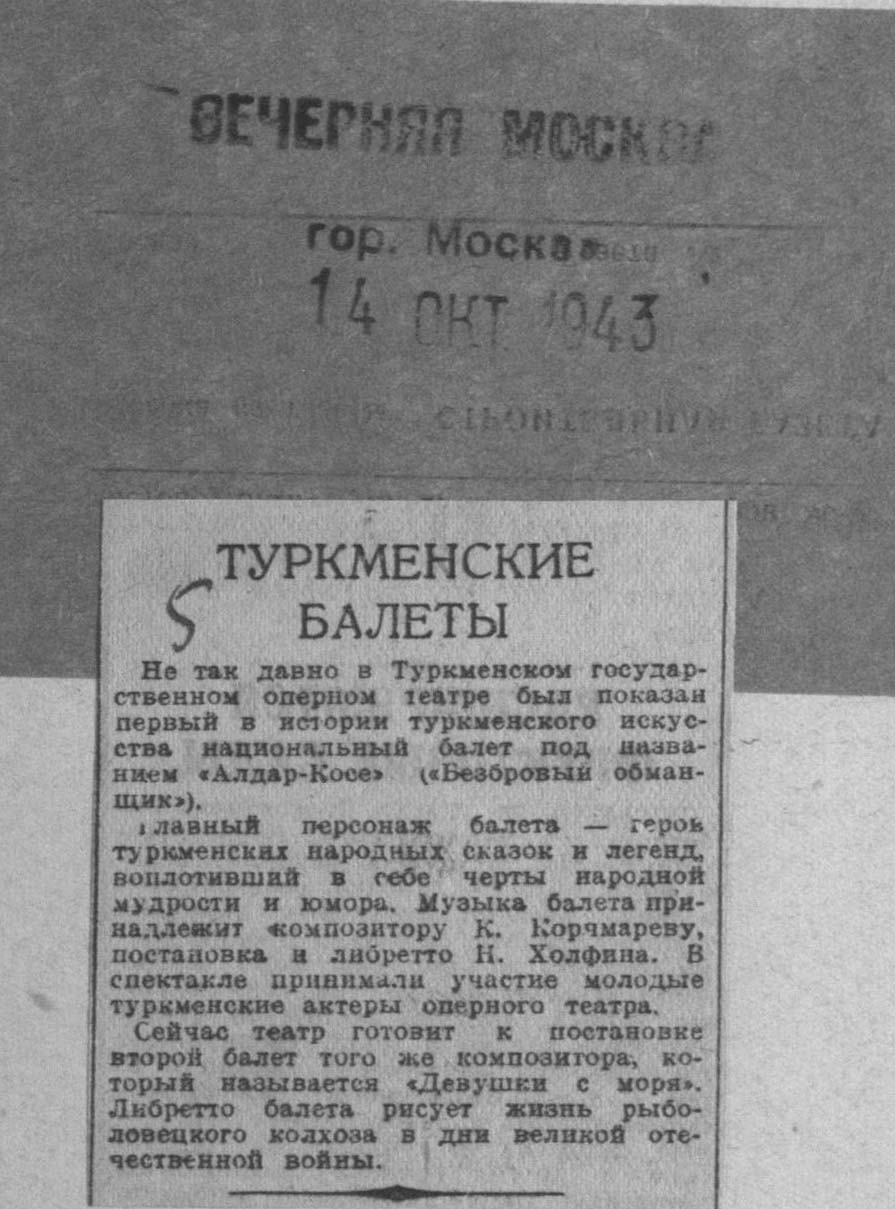 ВЕЧЕРНЯЯ МОСКВА
гор. Москва
14 ОКТ 1943
ТУРКМЕНСКИЕ
5 БАЛЕТЫ
Не так давно в Туркменском государ-
ственном оперном театре был показан
первый в истории туркменского искус-
ства национальный балет под назва-
нием «Алдар-Косе» («Безбровый обман-
щик»).
Главный персонаж балета — герой
туркменских народных сказок и легенд,
воплотивший в себе черты народной
мудрости и юмора. Музыка балета при-
надлежит композитору К. Корчмареву,
постановка и либретто Н. Холфина. В
спектакле принимали участие молодые
туркменские актеры оперного театра.
Сейчас театр готовит к постановке
второй балет того же композитора, ко-
торый называется «Девушки с моря».
Либретто балета рисует жизнь рыбо-
ловецкого колхоза в дни великой оте-
чественной войны.